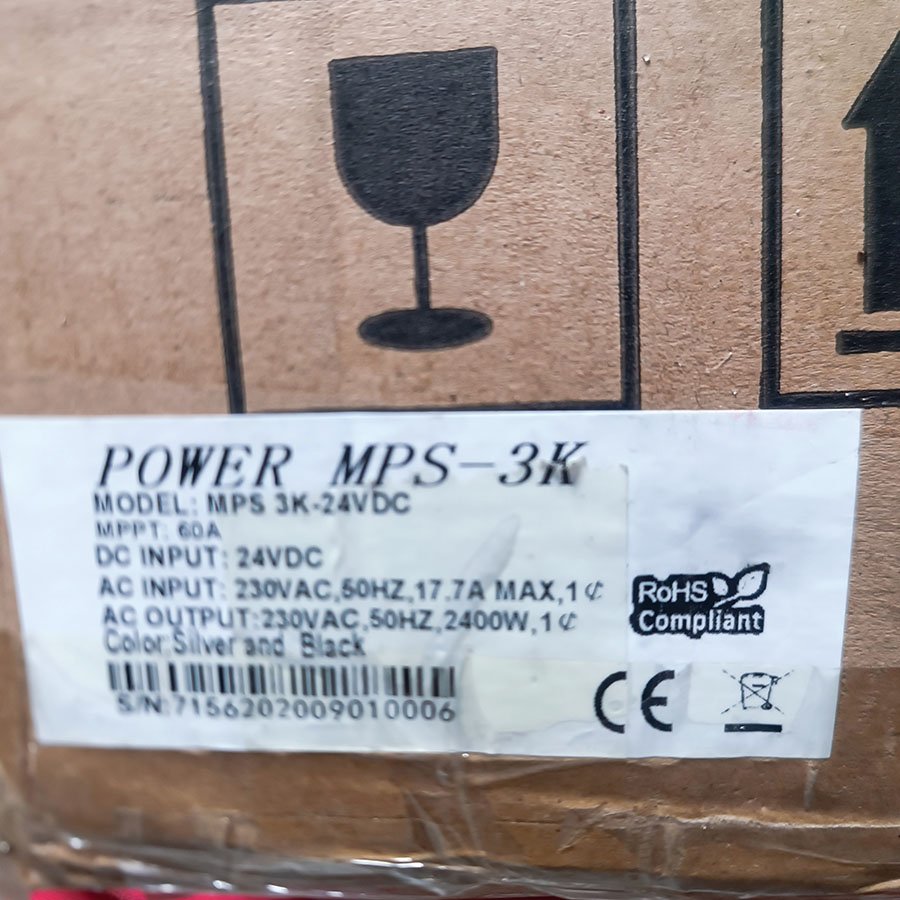 POWER MPS-3K
MODEL: MPS 3K-24VDC
MPPT: 60A
DC INPUT: 24VDC
AC INPUT: 230VAC,50HZ,17.7A MAX,1¢
AC OUTPUT:230VAC,50HZ,2400W,1¢
Color:Silver and Black
S/N:7156202009010006
RoHS
Compliant
CE